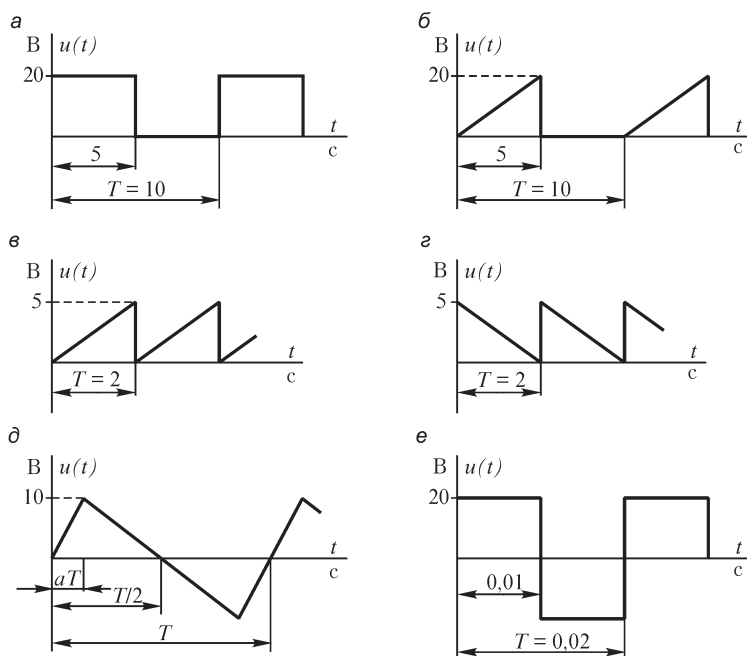 а
В u(t)
20
t
с
5
T = 10
б
В u(t)
20
t
с
5
T = 10
в
В u(t)
5
t
с
T = 2
г
В u(t)
5
t
с
T = 2
д
В u(t)
10
t
с
aT
T/2
T
е
В u(t)
20
t
с
0,01
T = 0,02